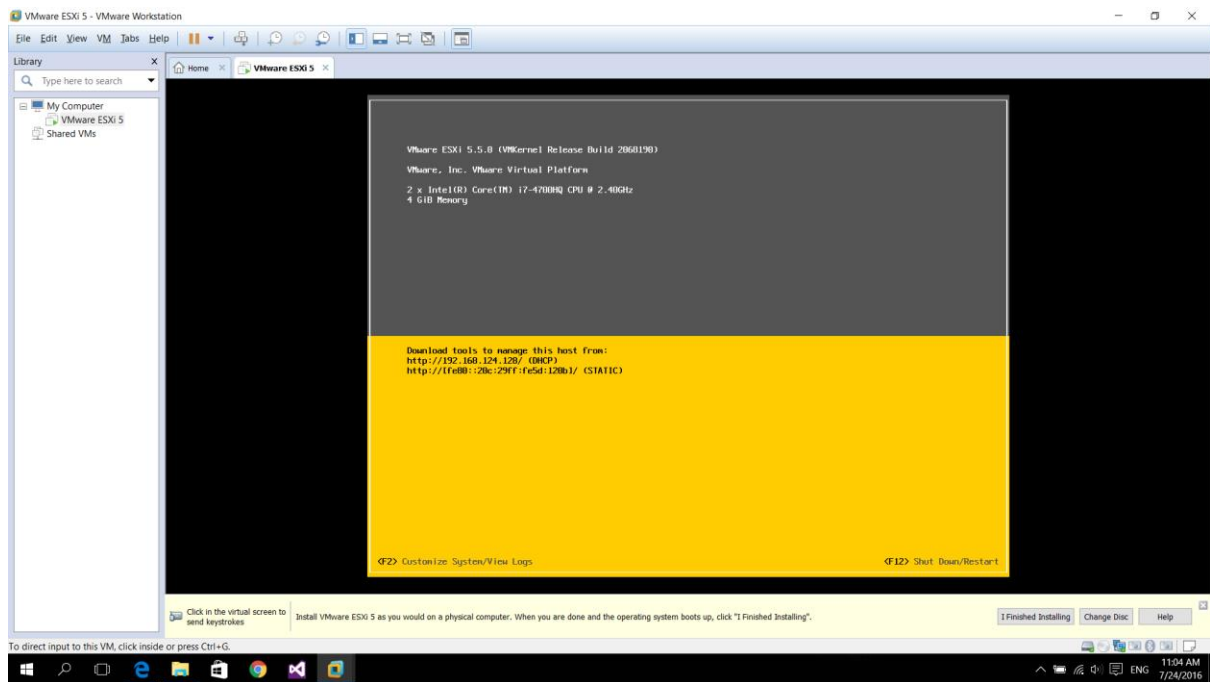 VMware ESXi 5 - VMware Workstation
File Edit View VM Tabs Help
Library X
Home × VMware ESXi 5 ×
Type here to search
My Computer
VMware ESXi 5
Shared VMs
VMware ESXi 5.5.0 (VMKernel Release Build 2068190)
VMware, Inc. VMware Virtual Platform
2 x Intel(R) Core(TM) i7-4700HQ CPU @ 2.40GHz
4 GiB Memory
Download tools to manage this host from:
http://192.168.124.128/ (DHCP)
http://[fe80::20c:29ff:fe5d:120b]/ (STATIC)
<F2> Customize System/View Logs <F12> Shut Down/Restart
Click in the virtual screen to
send keystrokes
Install VMware ESXi 5 as you would on a physical computer. When you are done and the operating system boots up, click "I Finished Installing".
I Finished Installing Change Disc Help
To direct input to this VM, click inside or press Ctrl+G.
ENG
11:04 AM
7/24/2016